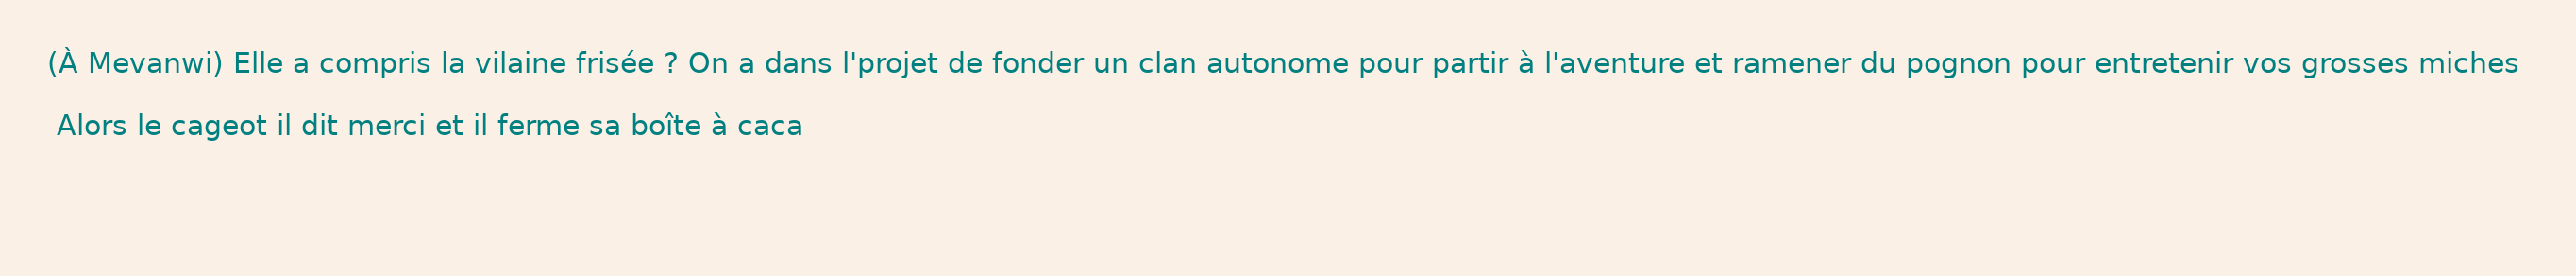 (À Mevanwi) Elle a compris la vilaine frisée ? On a dans l'projet de fonder un clan autonome pour partir à l'aventure et ramener du pognon pour entretenir vos grosses miches
Alors le cageot il dit merci et il ferme sa boîte à caca